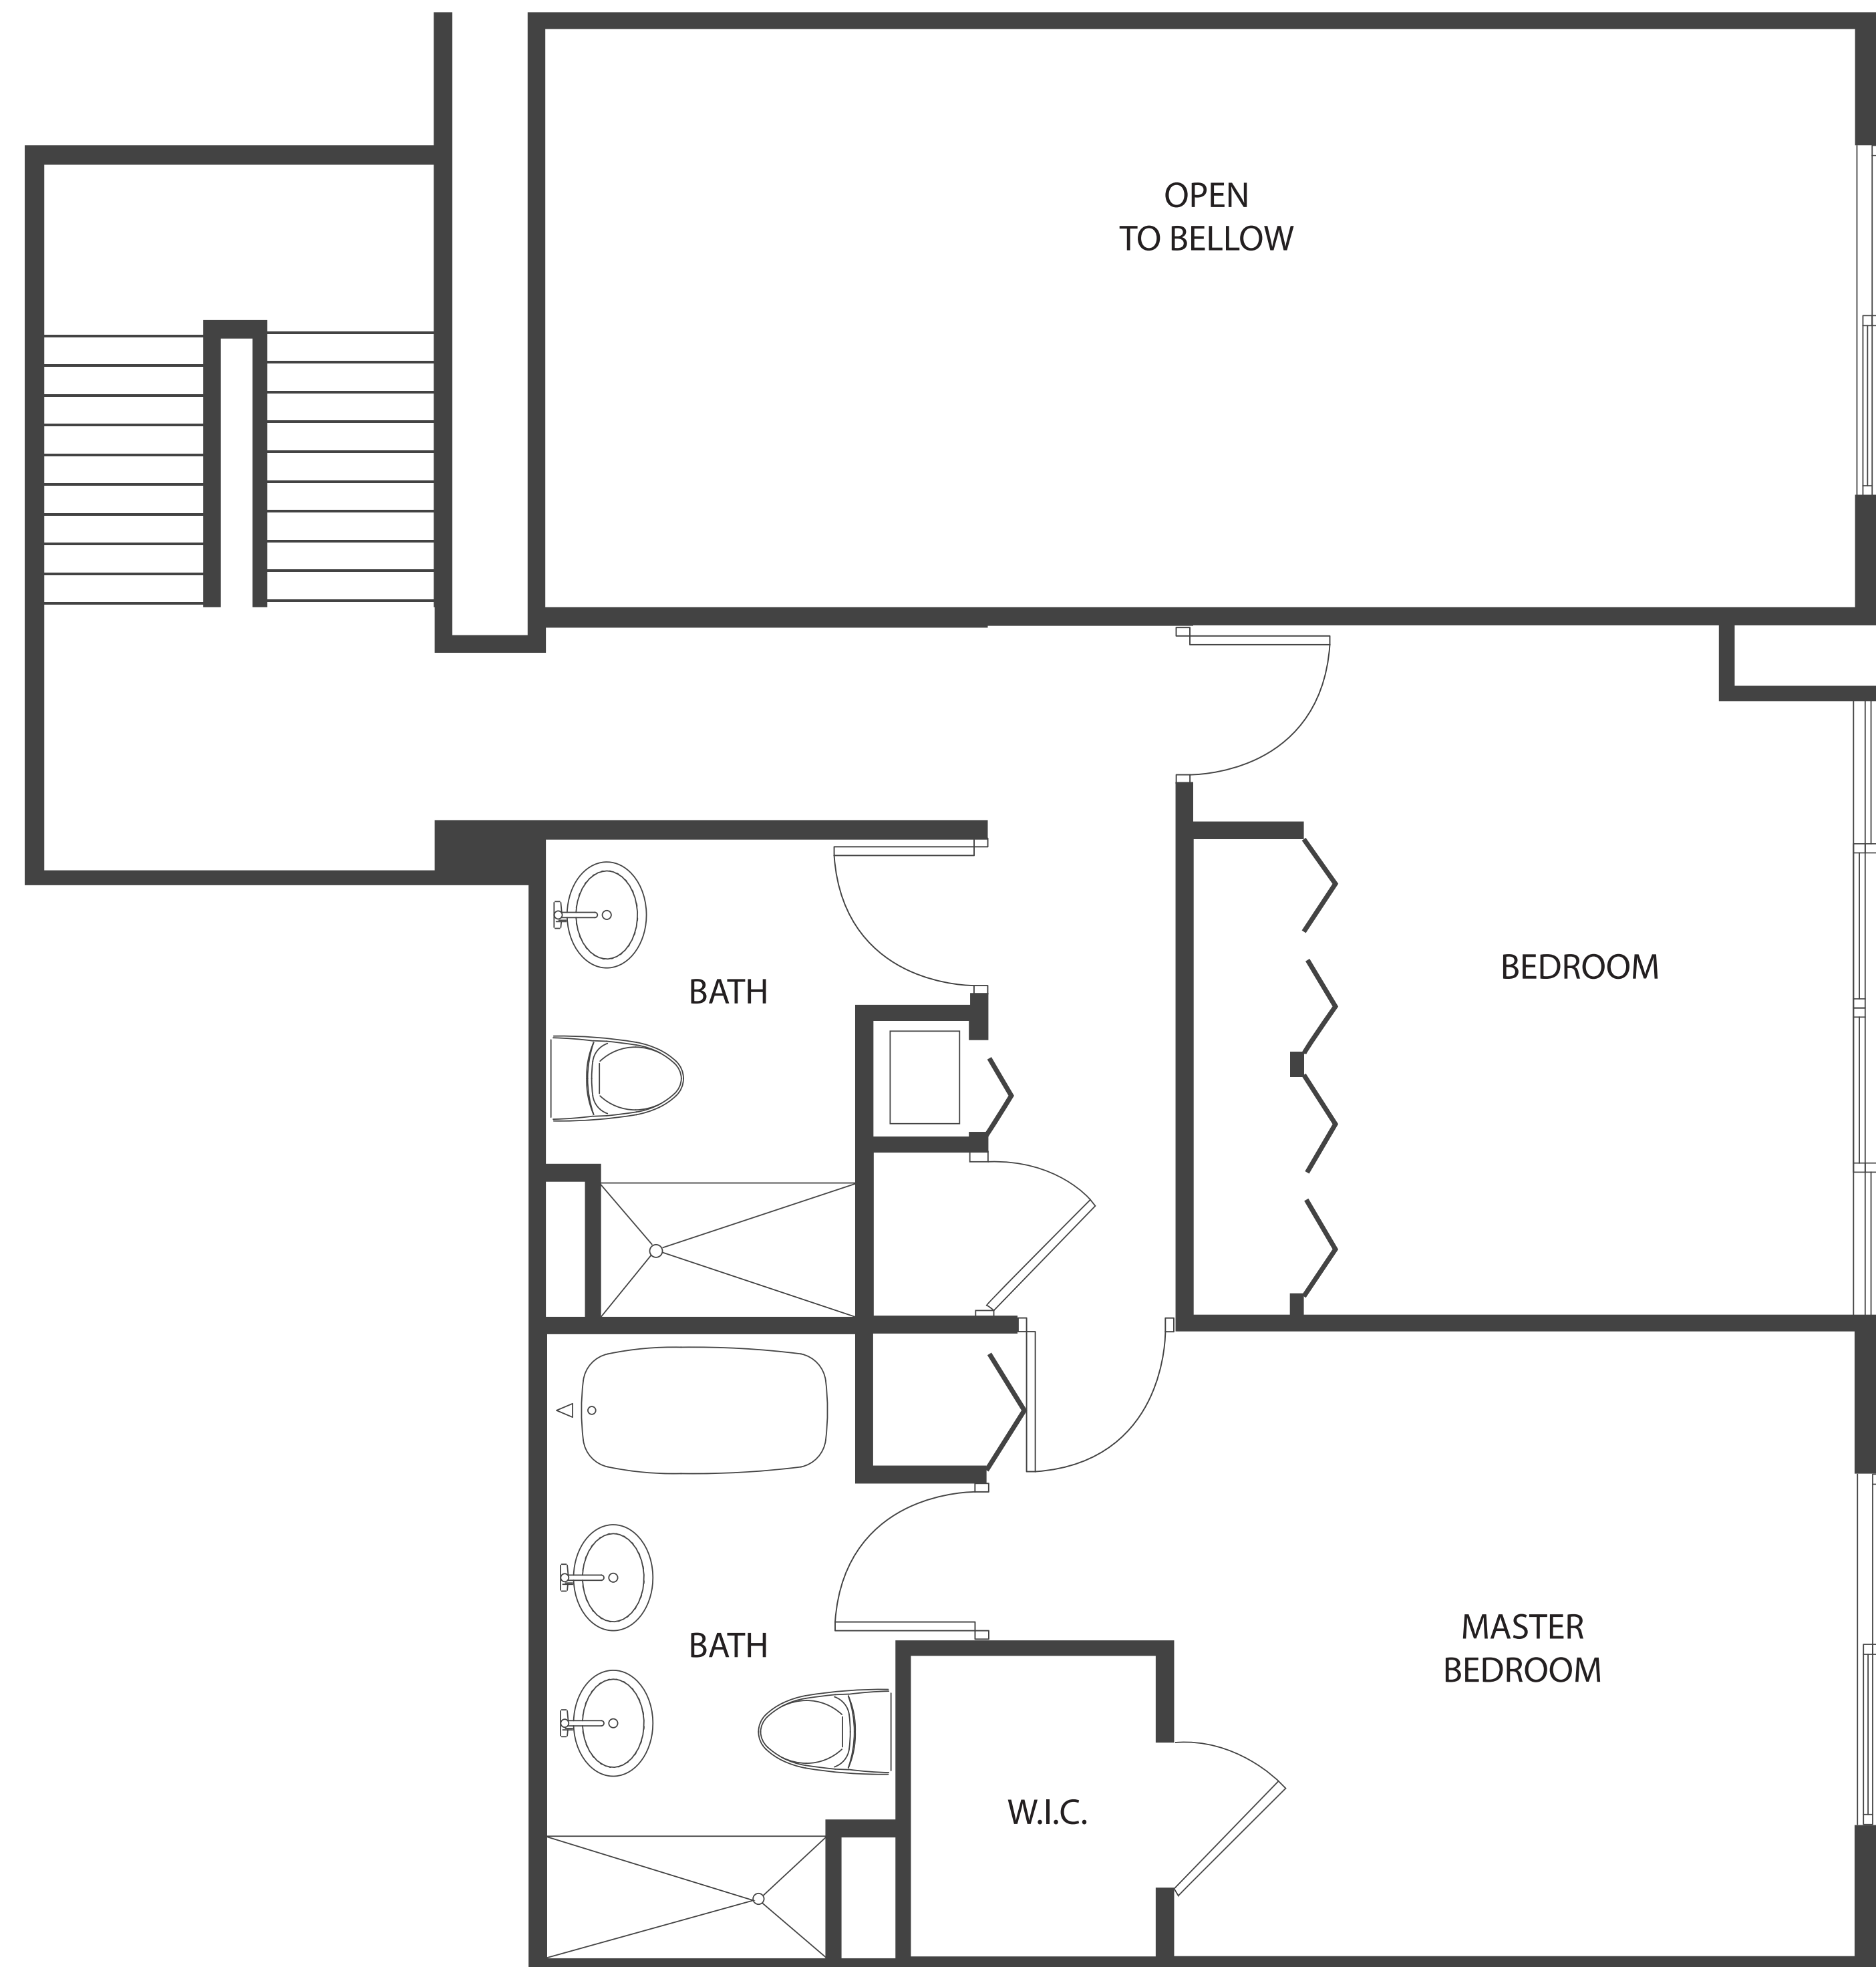 OPEN
TO BELLOW
BEDROOM
BATH
MASTER
BEDROOM
BATH
W.I.C.